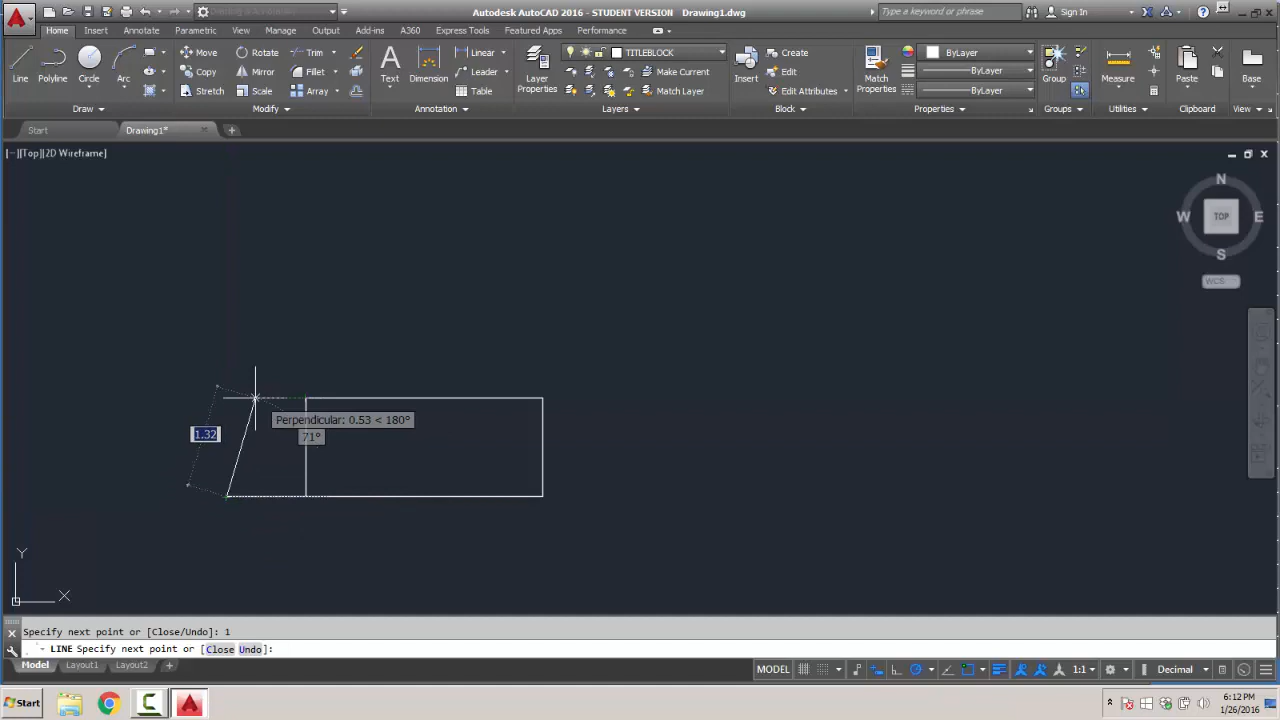 Drafting & Annotation
Autodesk AutoCAD 2016 - STUDENT VERSION Drawing1.dwg
Type a keyword or phrase
Sign In
Home Insert Annotate Parametric View Manage Output Add-ins A360 Express Tools Featured Apps Performance
Line Polyline Circle Arc
Move Rotate Trim
Copy Mirror Fillet
Stretch Scale Array
Text Dimension
Linear
Leader
Table
Layer Properties
TITLEBLOCK
Make Current
Match Layer
Insert
Create
Edit
Edit Attributes
Match Properties
ByLayer
ByLayer
ByLayer
Group Measure Paste Base
Draw Modify Annotation Layers Block Properties Groups Utilities Clipboard View
Start Drawing1*
[−][Top][2D Wireframe]
N
W TOP E
S
WCS
Perpendicular: 0.53 < 180°
1.32
71°
Y
X
Specify next point or [Close/Undo]: 1
LINE Specify next point or [Close Undo]:
Model Layout1 Layout2 +
MODEL 1:1 Decimal
Start
6:12 PM
1/26/2016